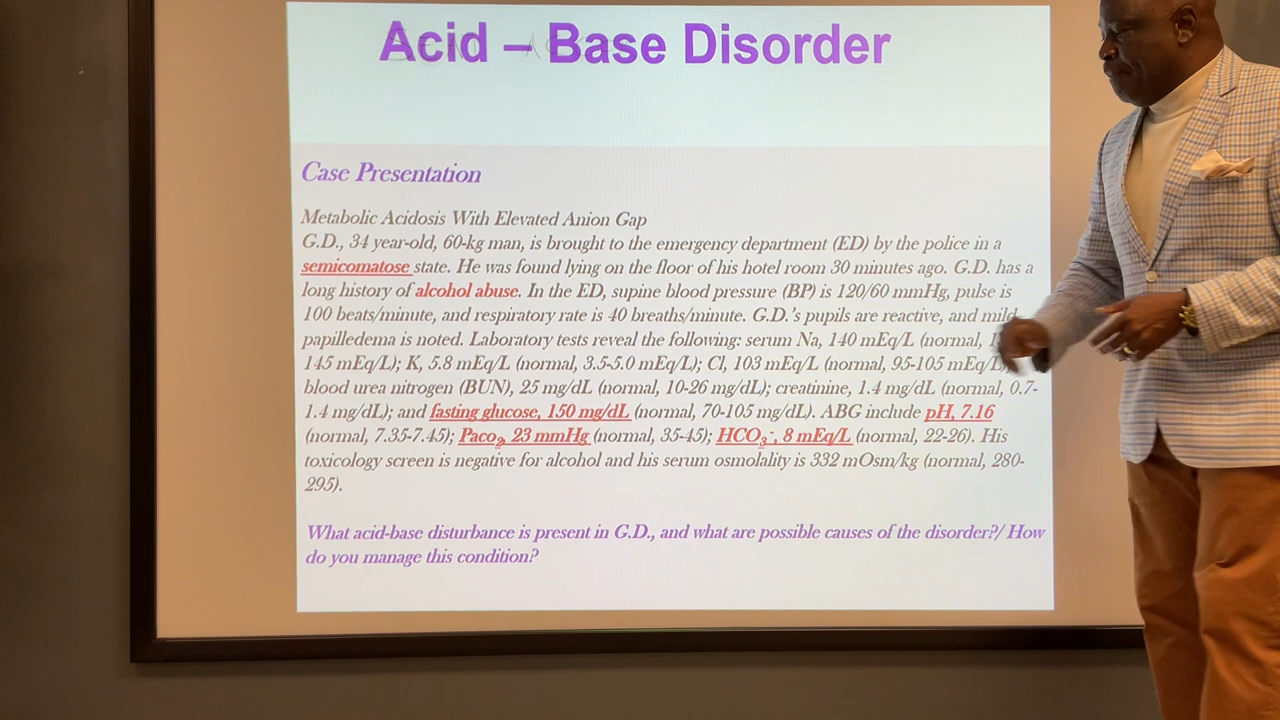 Acid – Base Disorder
Case Presentation
Metabolic Acidosis With Elevated Anion Gap
G.D., 34 year-old, 60-kg man, is brought to the emergency department (ED) by the police in a
semicomatose state. He was found lying on the floor of his hotel room 30 minutes ago. G.D. has a
long history of alcohol abuse. In the ED, supine blood pressure (BP) is 120/60 mmHg, pulse is
100 beats/minute, and respiratory rate is 40 breaths/minute. G.D.'s pupils are reactive, and mild
papilledema is noted. Laboratory tests reveal the following: serum Na, 140 mEq/L (normal,
145 mEq/L); K, 5.8 mEq/L (normal, 3.5-5.0 mEq/L); Cl, 103 mEq/L (normal, 95-105 mEq/L),
blood urea nitrogen (BUN), 25 mg/dL (normal, 10-26 mg/dL); creatinine, 1.4 mg/dL (normal, 0.7-
1.4 mg/dL); and fasting glucose, 150 mg/dL (normal, 70-105 mg/dL). ABG include pH, 7.16
(normal, 7.35-7.45); Paco₂, 23 mmHg (normal, 35-45); HCO₃⁻, 8 mEq/L (normal, 22-26). His
toxicology screen is negative for alcohol and his serum osmolality is 332 mOsm/kg (normal, 280-
295).
What acid-base disturbance is present in G.D., and what are possible causes of the disorder?/ How
do you manage this condition?